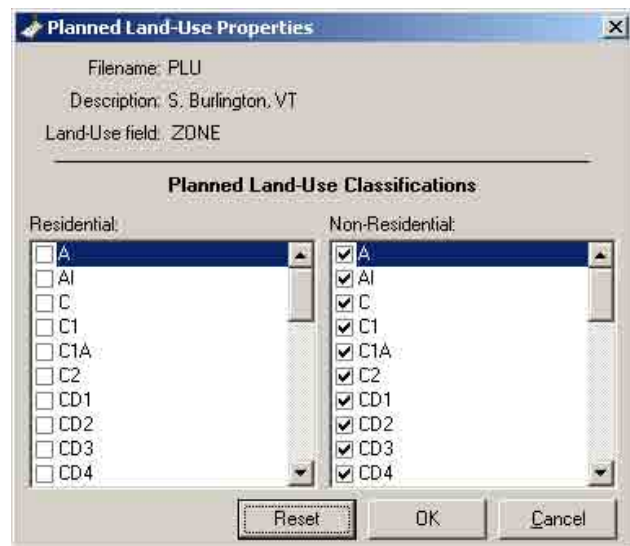 Planned Land-Use Properties
Filename: PLU
Description: S. Burlington, VT
Land-Use field: ZONE
Planned Land-Use Classifications
Residential:
A
AI
C
C1
C1A
C2
CD1
CD2
CD3
CD4
Non-Residential:
A
AI
C
C1
C1A
C2
CD1
CD2
CD3
CD4
Reset
OK
Cancel